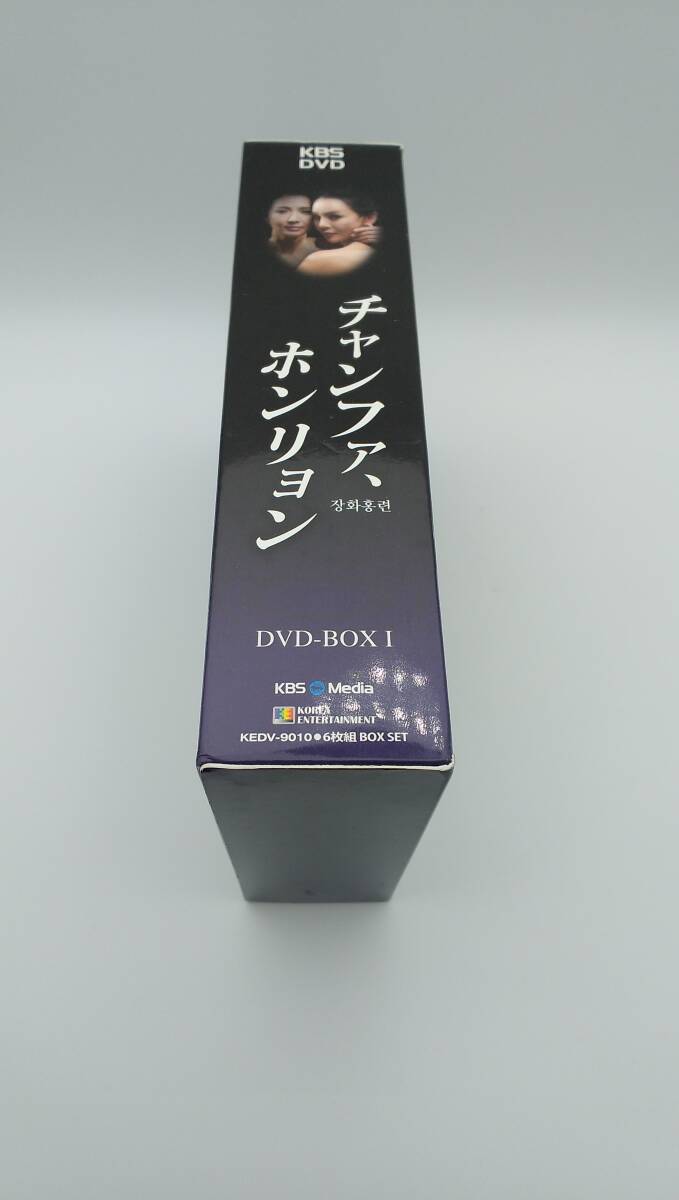 KBS
DVD
チャンファ、
ホンリョン
장화홍련
DVD-BOX I
KBS Media
KOREA
ENTERTAINMENT
KEDV-9010●6枚組 BOX SET